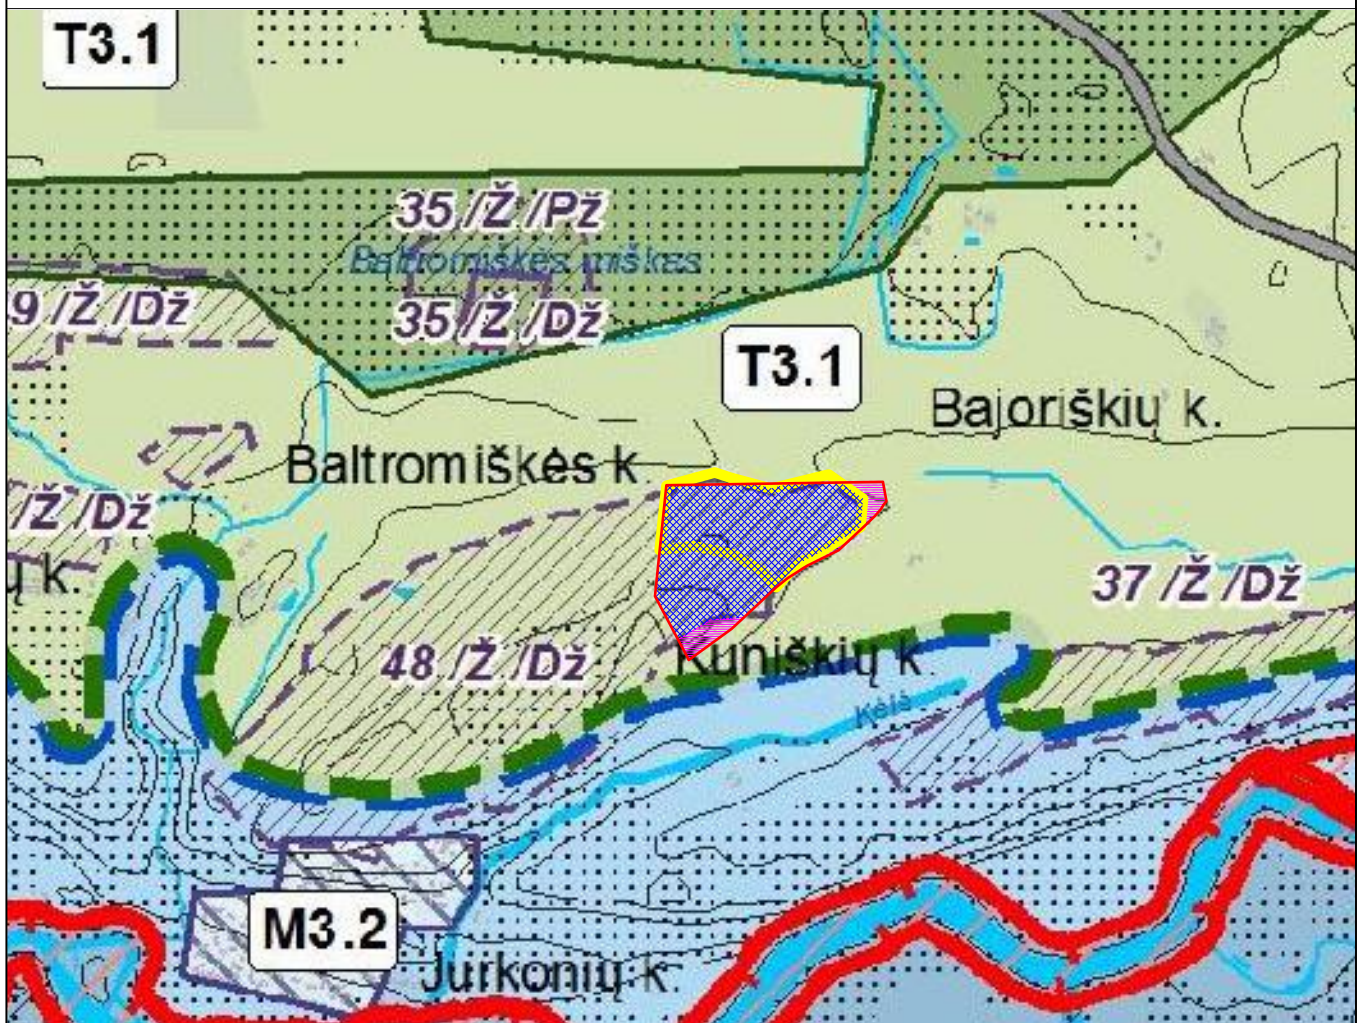 T3.1
35 /Ž /Pž
Baltromiškės miškas
9 /Ž /Dž
35 /Ž /Dž
T3.1
Bajoriškių k.
Baltromiškės k.
/Ž /Dž
ų k.
37 /Ž /Dž
48 /Ž /Dž
Kuniškių k.
M3.2
Jurkonių k.